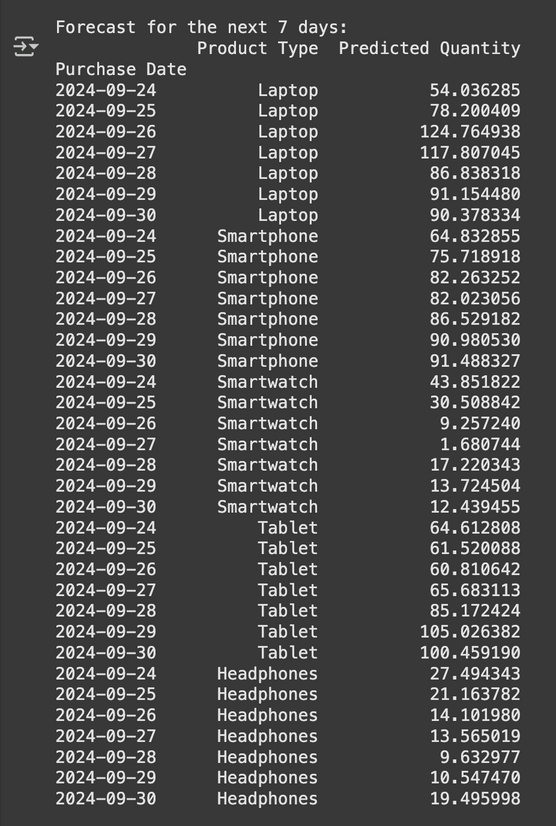 Forecast for the next 7 days:
Product Type Predicted Quantity
Purchase Date
2024-09-24 Laptop 54.036285
2024-09-25 Laptop 78.200409
2024-09-26 Laptop 124.764938
2024-09-27 Laptop 117.807045
2024-09-28 Laptop 86.838318
2024-09-29 Laptop 91.154480
2024-09-30 Laptop 90.378334
2024-09-24 Smartphone 64.832855
2024-09-25 Smartphone 75.718918
2024-09-26 Smartphone 82.263252
2024-09-27 Smartphone 82.023056
2024-09-28 Smartphone 86.529182
2024-09-29 Smartphone 90.980530
2024-09-30 Smartphone 91.488327
2024-09-24 Smartwatch 43.851822
2024-09-25 Smartwatch 30.508842
2024-09-26 Smartwatch 9.257240
2024-09-27 Smartwatch 1.680744
2024-09-28 Smartwatch 17.220343
2024-09-29 Smartwatch 13.724504
2024-09-30 Smartwatch 12.439455
2024-09-24 Tablet 64.612808
2024-09-25 Tablet 61.520088
2024-09-26 Tablet 60.810642
2024-09-27 Tablet 65.683113
2024-09-28 Tablet 85.172424
2024-09-29 Tablet 105.026382
2024-09-30 Tablet 100.459190
2024-09-24 Headphones 27.494343
2024-09-25 Headphones 21.163782
2024-09-26 Headphones 14.101980
2024-09-27 Headphones 13.565019
2024-09-28 Headphones 9.632977
2024-09-29 Headphones 10.547470
2024-09-30 Headphones 19.495998